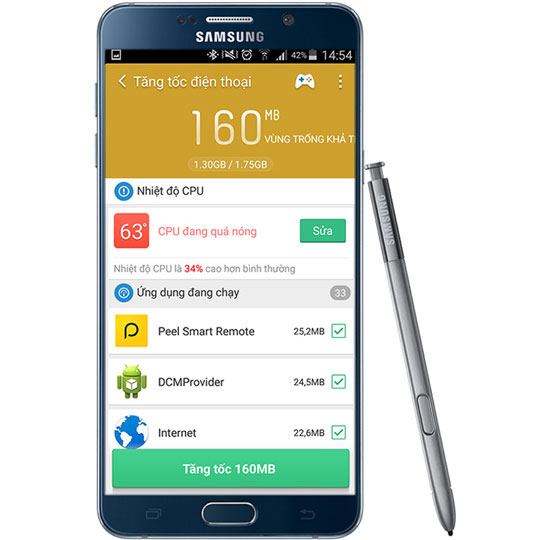 SAMSUNG
42% 14:54
Tăng tốc điện thoại
160 MB
VÙNG TRỐNG KHẢ
1.30GB / 1.75GB
Nhiệt độ CPU
63°
CPU đang quá nóng
Sửa
Nhiệt độ CPU là 34% cao hơn bình thường
Ứng dụng đang chạy
33
Peel Smart Remote
25,2MB
DCMProvider
24,5MB
Internet
22,6MB
Tăng tốc 160MB
SAMSUNG